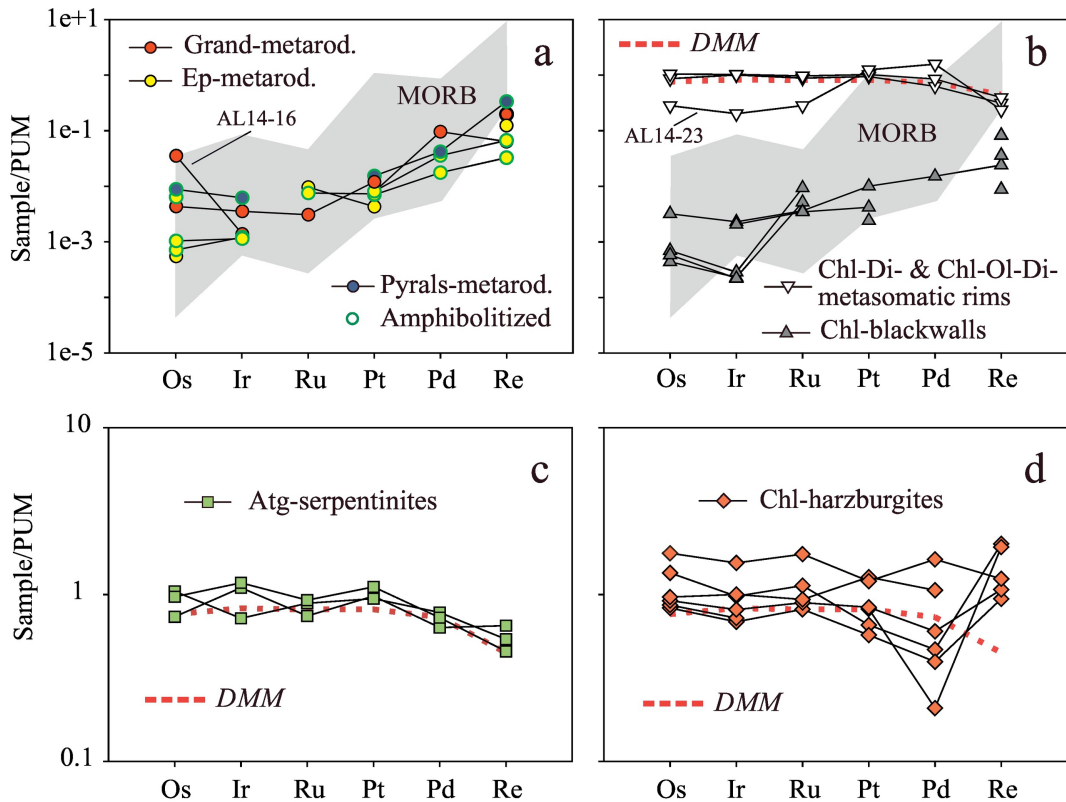 1e+1
1e-1
1e-3
1e-5
Sample/PUM
a
Grand-metarod.
Ep-metarod.
AL14-16
MORB
Pyrals-metarod.
Amphibolitized
Os Ir Ru Pt Pd Re
b
DMM
AL14-23
MORB
Chl-Di- & Chl-Ol-Di-
metasomatic rims
Chl-blackwalls
Os Ir Ru Pt Pd Re
10
1
0.1
Sample/PUM
c
Atg-serpentinites
DMM
Os Ir Ru Pt Pd Re
d
Chl-harzburgites
DMM
Os Ir Ru Pt Pd Re